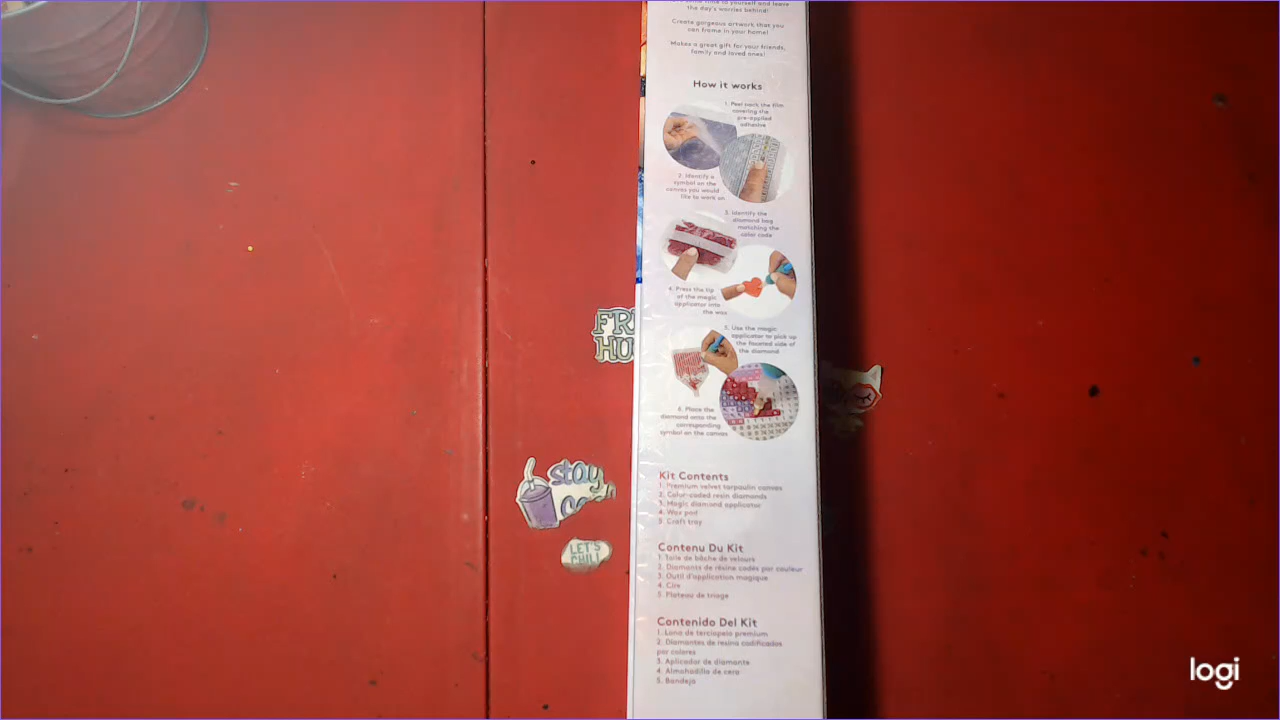 some time to yourself and leave
the day's worries behind!
Create gorgeous artwork that you
can frame in your home!
Makes a great gift for your friends,
family and loved ones!
How it works
1. Peel back the film
covering the
pre-applied
adhesive
2. Identify a
symbol on the
canvas you would
like to work on
3. Identify the
diamond bag
matching the
color code
4. Press the tip
of the magic
applicator into
the wax
5. Use the magic
applicator to pick up
the faceted side of
the diamond
6. Place the
diamond onto the
corresponding
symbol on the canvas
Kit Contents
1. Premium velvet tarpaulin canvas
2. Color-coded resin diamonds
3. Magic diamond applicator
4. Wax pad
5. Craft tray
Contenu Du Kit
1. Toile de bâche de velours
2. Diamants de résine codés par couleur
3. Outil d'application magique
4. Cire
5. Plateau de triage
Contenido Del Kit
1. Lona de terciopelo premium
2. Diamantes de resina codificados
por colores
3. Aplicador de diamante
4. Almohadilla de cera
5. Bandeja
FR
HU
stay
LET'S
CHILL
logi